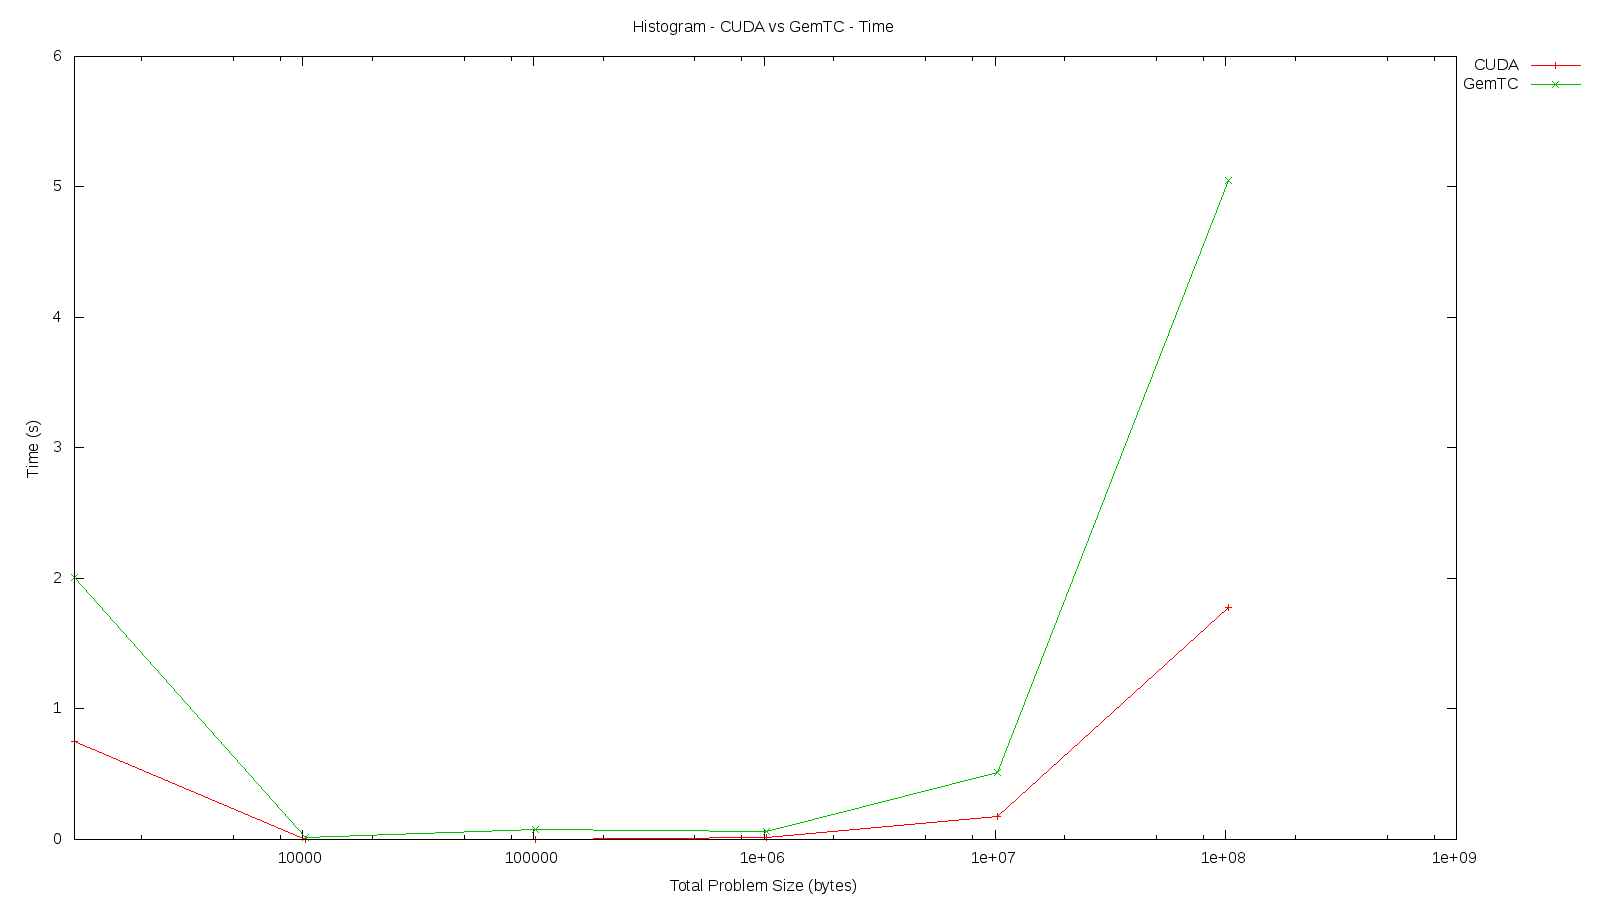 Histogram - CUDA vs GemTC - Time
CUDA
GemTC
6
5
4
3
2
1
0
Time (s)
10000 100000 1e+06 1e+07 1e+08 1e+09
Total Problem Size (bytes)